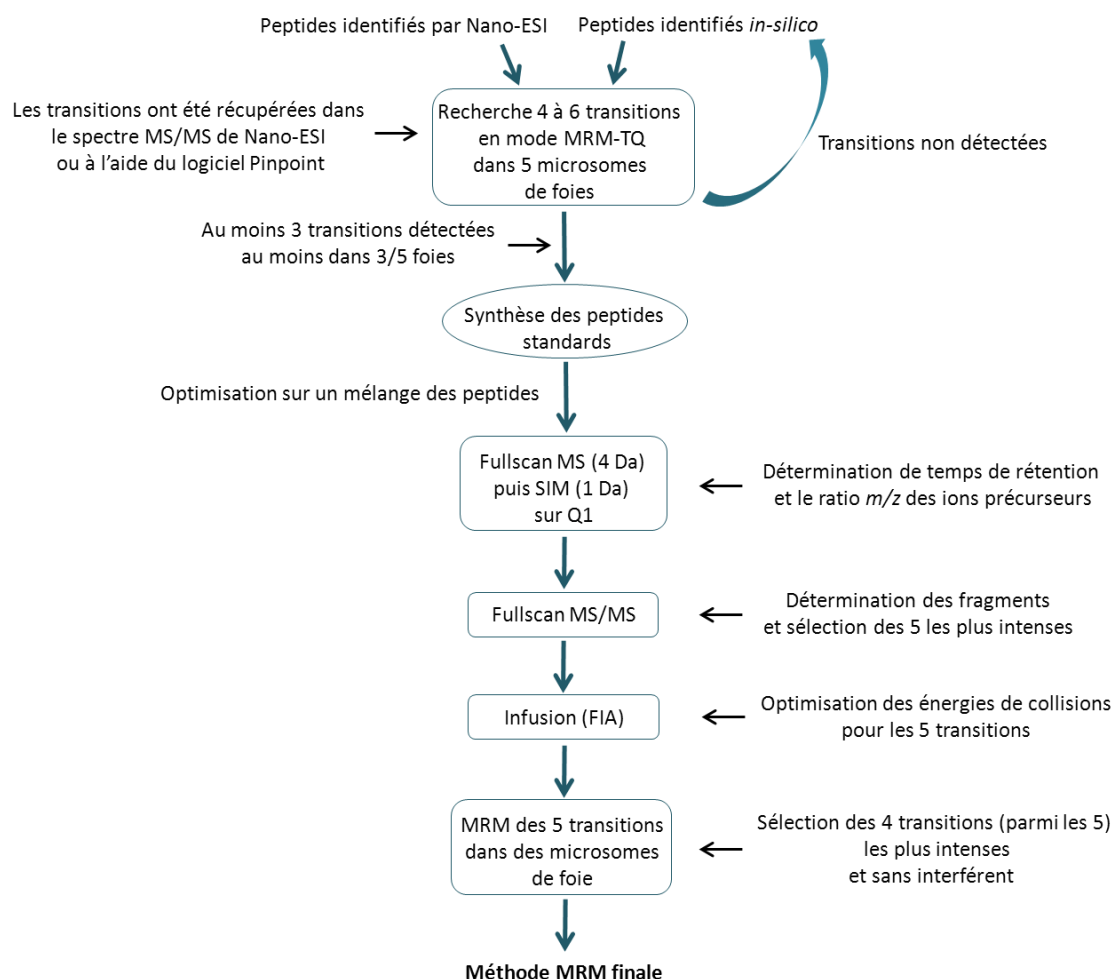 Peptides identifiés par Nano-ESI
Peptides identifiés in-silico
Les transitions ont été récupérées dans
le spectre MS/MS de Nano-ESI
ou à l’aide du logiciel Pinpoint
Recherche 4 à 6 transitions
en mode MRM-TQ
dans 5 microsomes
de foies
Transitions non détectées
Au moins 3 transitions détectées
au moins dans 3/5 foies
Synthèse des peptides
standards
Optimisation sur un mélange des peptides
Fullscan MS (4 Da)
puis SIM (1 Da)
sur Q1
Détermination de temps de rétention
et le ratio m/z des ions précurseurs
Fullscan MS/MS
Détermination des fragments
et sélection des 5 les plus intenses
Infusion (FIA)
Optimisation des énergies de collisions
pour les 5 transitions
MRM des 5 transitions
dans des microsomes
de foie
Sélection des 4 transitions (parmi les 5)
les plus intenses
et sans interférent
Méthode MRM finale